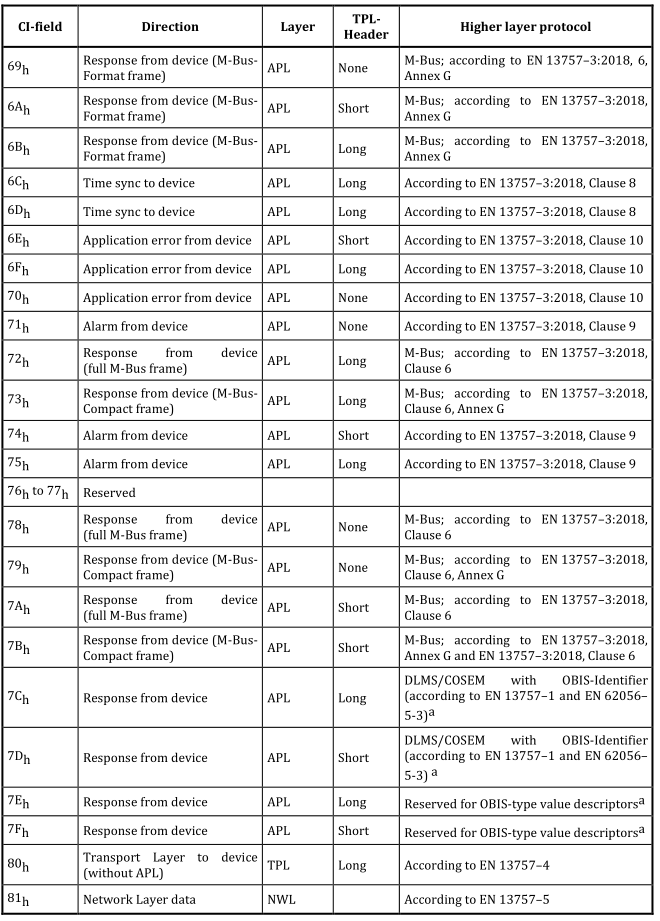 CI-field Direction Layer TPL-Header Higher layer protocol
69h Response from device (M-Bus-Format frame) APL None M-Bus; according to EN 13757–3:2018, 6, Annex G
6Ah Response from device (M-Bus-Format frame) APL Short M-Bus; according to EN 13757–3:2018, Annex G
6Bh Response from device (M-Bus-Format frame) APL Long M-Bus; according to EN 13757–3:2018, Annex G
6Ch Time sync to device APL Long According to EN 13757–3:2018, Clause 8
6Dh Time sync to device APL Long According to EN 13757–3:2018, Clause 8
6Eh Application error from device APL Short According to EN 13757–3:2018, Clause 10
6Fh Application error from device APL Long According to EN 13757–3:2018, Clause 10
70h Application error from device APL None According to EN 13757–3:2018, Clause 10
71h Alarm from device APL None According to EN 13757–3:2018, Clause 9
72h Response from device (full M-Bus frame) APL Long M-Bus; according to EN 13757–3:2018, Clause 6
73h Response from device (M-Bus-Compact frame) APL Long M-Bus; according to EN 13757–3:2018, Clause 6, Annex G
74h Alarm from device APL Short According to EN 13757–3:2018, Clause 9
75h Alarm from device APL Long According to EN 13757–3:2018, Clause 9
76h to 77h Reserved
78h Response from device (full M-Bus frame) APL None M-Bus; according to EN 13757–3:2018, Clause 6
79h Response from device (M-Bus-Compact frame) APL None M-Bus; according to EN 13757–3:2018, Clause 6, Annex G
7Ah Response from device (full M-Bus frame) APL Short M-Bus; according to EN 13757–3:2018, Clause 6
7Bh Response from device (M-Bus-Compact frame) APL Short M-Bus; according to EN 13757–3:2018, Annex G and EN 13757–3:2018, Clause 6
7Ch Response from device APL Long DLMS/COSEM with OBIS-Identifier (according to EN 13757–1 and EN 62056–5-3)a
7Dh Response from device APL Short DLMS/COSEM with OBIS-Identifier (according to EN 13757–1 and EN 62056–5-3) a
7Eh Response from device APL Long Reserved for OBIS-type value descriptorsa
7Fh Response from device APL Short Reserved for OBIS-type value descriptorsa
80h Transport Layer to device (without APL) TPL Long According to EN 13757–4
81h Network Layer data NWL According to EN 13757–5